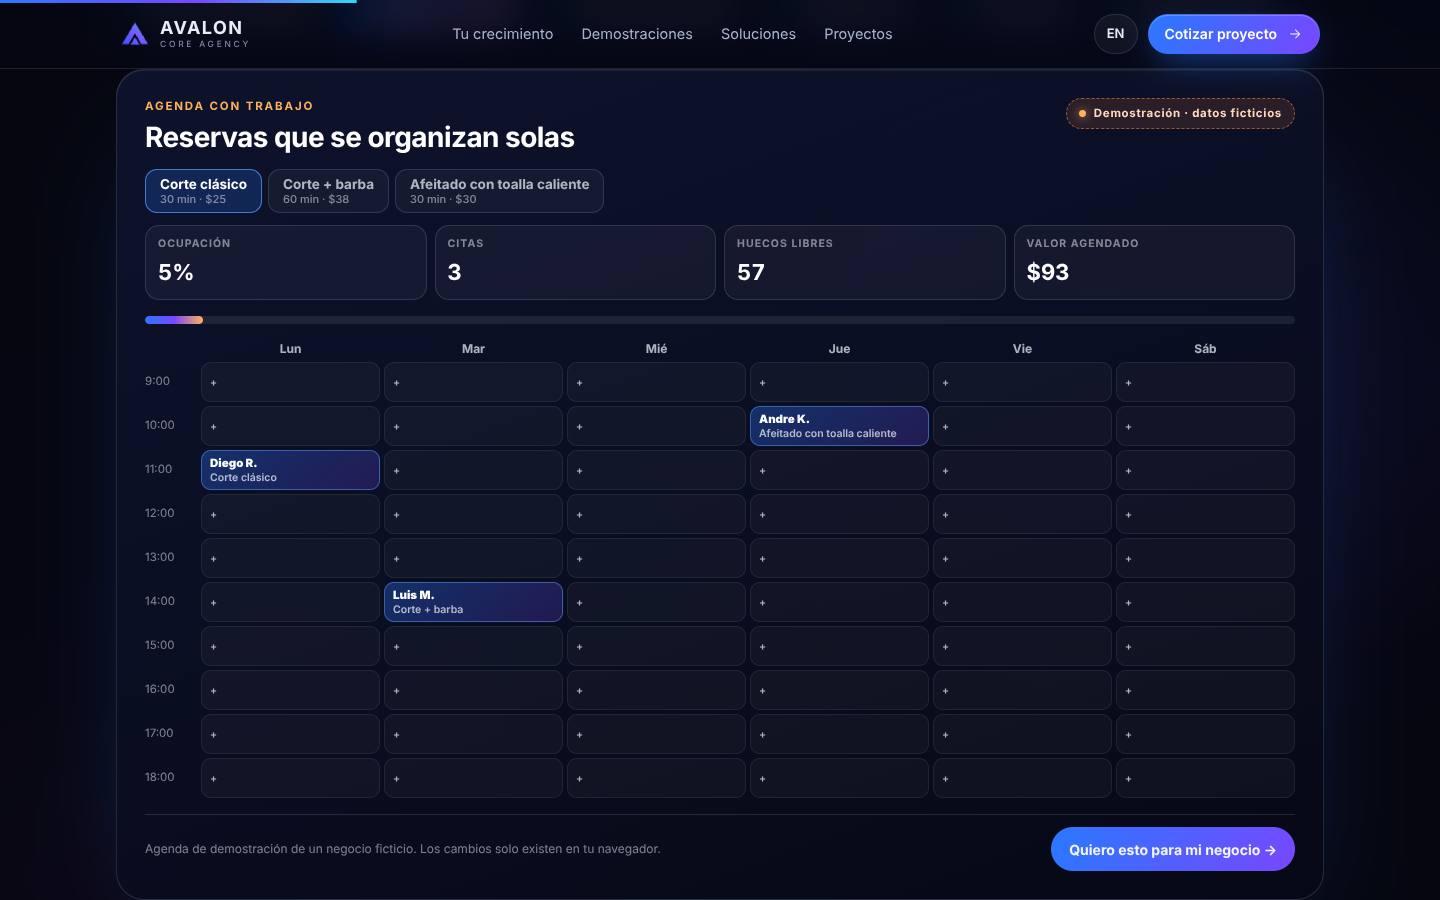 AVALON
CORE AGENCY
Tu crecimiento
Demostraciones
Soluciones
Proyectos
EN
Cotizar proyecto →
AGENDA CON TRABAJO
Reservas que se organizan solas
Demostración · datos ficticios
Corte clásico
30 min · $25
Corte + barba
60 min · $38
Afeitado con toalla caliente
30 min · $30
OCUPACIÓN
5%
CITAS
3
HUECOS LIBRES
57
VALOR AGENDADO
$93
Lun Mar Mié Jue Vie Sáb
9:00 + + + + + +
10:00 + + + Andre K. + +
Afeitado con toalla caliente
11:00 Diego R. + + + + +
Corte clásico
12:00 + + + + + +
13:00 + + + + + +
14:00 + Luis M. + + + +
Corte + barba
15:00 + + + + + +
16:00 + + + + + +
17:00 + + + + + +
18:00 + + + + + +
Agenda de demostración de un negocio ficticio. Los cambios solo existen en tu navegador.
Quiero esto para mi negocio →